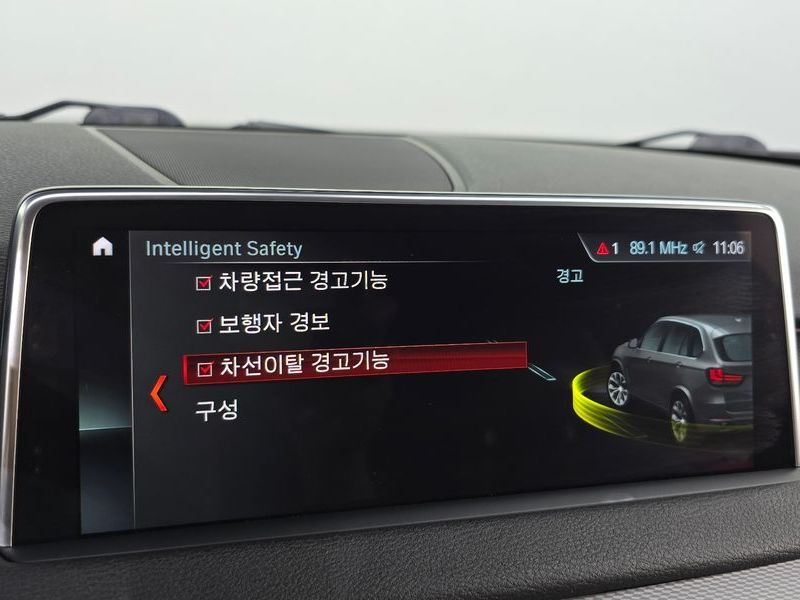 Intelligent Safety
1 89.1 MHz 11:06
차량접근 경고기능
경고
보행자 경보
차선이탈 경고기능
구성